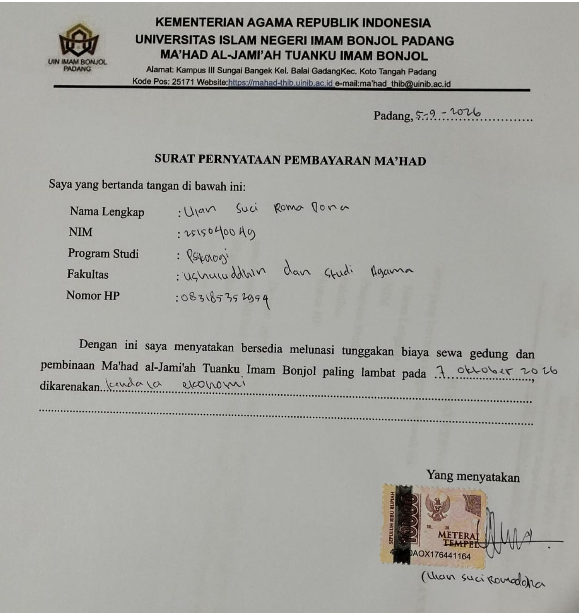 KEMENTERIAN AGAMA REPUBLIK INDONESIA
UNIVERSITAS ISLAM NEGERI IMAM BONJOL PADANG
MA'HAD AL-JAMI'AH TUANKU IMAM BONJOL
UIN IMAM BONJOL
PADANG
Alamat: Kampus III Sungai Bangek Kel. Balai GadangKec. Koto Tangah Padang
Kode Pos: 25171 Website:https://mahad-thib.uinib.ac.id e-mail:ma'had_thib@uinib.ac.id
Padang, 5-9-2026
SURAT PERNYATAAN PEMBAYARAN MA'HAD
Saya yang bertanda tangan di bawah ini:
Nama Lengkap : Ulan Suci Roma Dona
NIM : 2515040049
Program Studi : Psikologi
Fakultas : Ushuluddhin dan Studi Agama
Nomor HP : 083185352954
Dengan ini saya menyatakan bersedia melunasi tunggakan biaya sewa gedung dan
pembinaan Ma'had al-Jami'ah Tuanku Imam Bonjol paling lambat pada 7 Oktober 2026,
dikarenakan kendala ekonomi
Yang menyatakan
SEPULUH RIBU RUPIAH
10000
METERAI
TEMPEL
AOX176441164
(Ulan suci Romadona